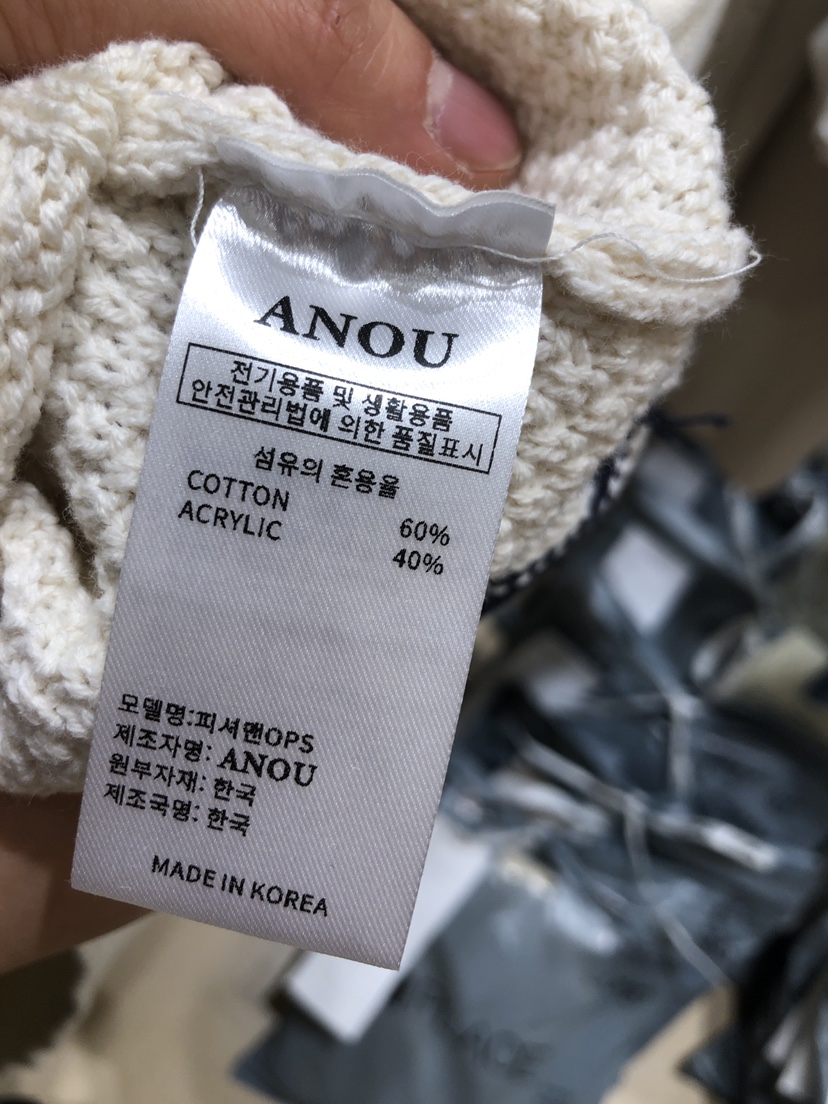 ANOU
전기용품 및 생활용품
안전관리법에 의한 품질표시
섬유의 혼용율
COTTON 60%
ACRYLIC 40%
모델명:피셔맨OPS
제조자명: ANOU
원부자재: 한국
제조국명: 한국
MADE IN KOREA